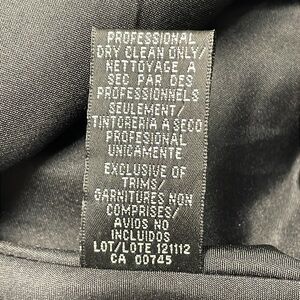 PROFESSIONAL
DRY CLEAN ONLY/
NETTOYAGE A
SEC PAR DES
PROFESSIONNELS
SEULEMENT/
TINTORERIA A SECO
PROFESIONAL
UNICAMENTE
EXCLUSIVE OF
TRIMS/
GARNITURES NON
COMPRISES/
AVIOS NO
INCLUIDOS
LOT/LOTE 121112
CA 00745